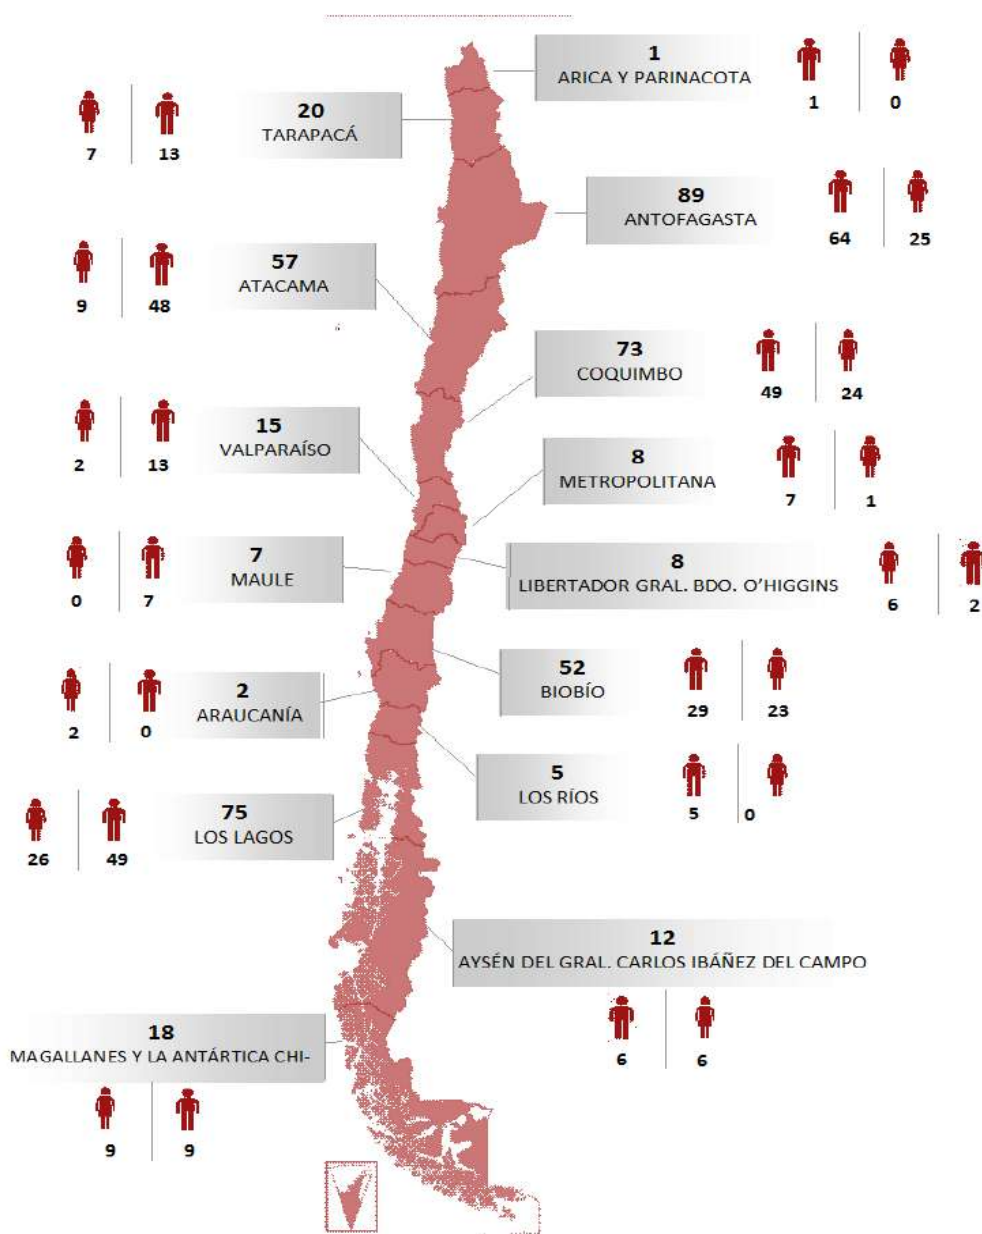 1
ARICA Y PARINACOTA
1 0
20
TARAPACÁ
7 13
89
ANTOFAGASTA
64 25
57
ATACAMA
9 48
73
COQUIMBO
49 24
15
VALPARAÍSO
2 13
8
METROPOLITANA
7 1
7
MAULE
0 7
8
LIBERTADOR GRAL. BDO. O’HIGGINS
6 2
52
BIOBÍO
29 23
2
ARAUCANÍA
2 0
5
LOS RÍOS
5 0
75
LOS LAGOS
26 49
12
AYSÉN DEL GRAL. CARLOS IBÁÑEZ DEL CAMPO
6 6
18
MAGALLANES Y LA ANTÁRTICA CHI-
9 9